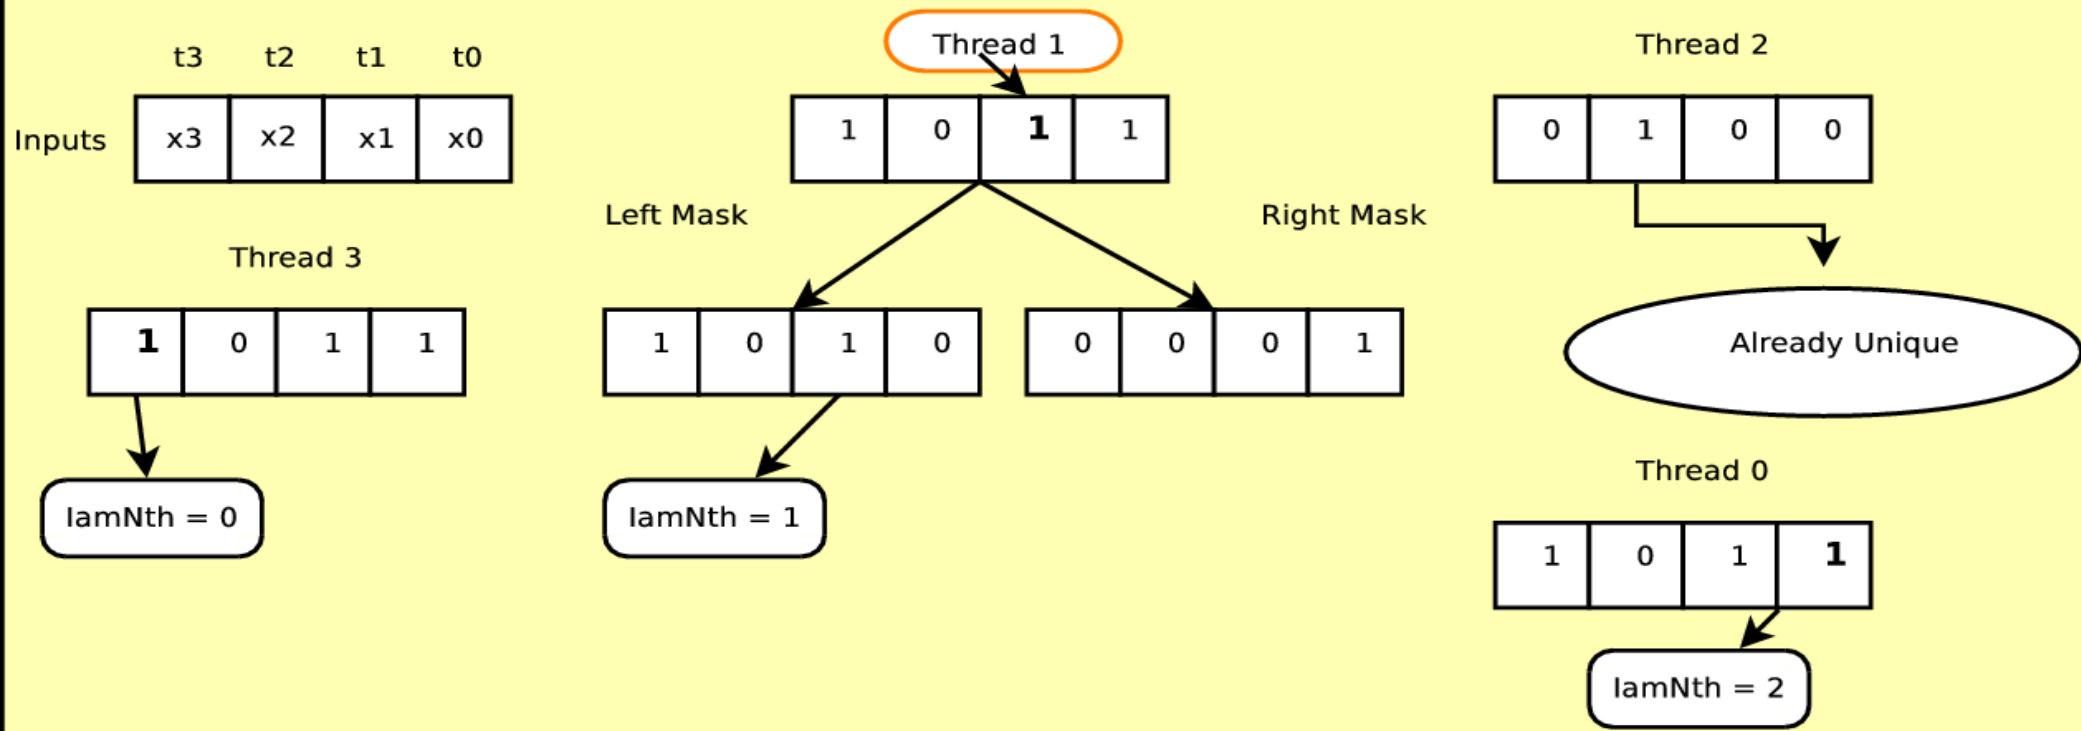 t3 t2 t1 t0
Inputs x3 x2 x1 x0
Thread 3
1 0 1 1
IamNth = 0
Thread 1
1 0 1 1
Left Mask
Right Mask
1 0 1 0
0 0 0 1
IamNth = 1
Thread 2
0 1 0 0
Already Unique
Thread 0
1 0 1 1
IamNth = 2